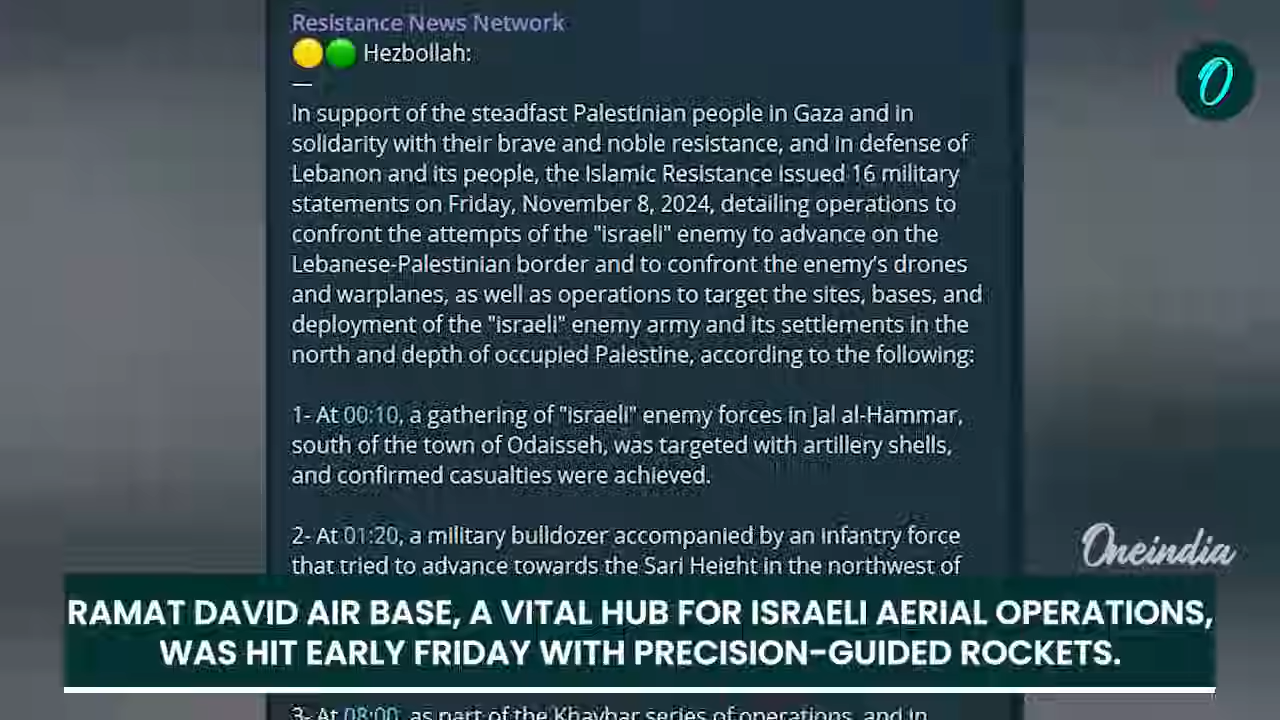 Resistance News Network
Hezbollah:
—
In support of the steadfast Palestinian people in Gaza and in
solidarity with their brave and noble resistance, and in defense of
Lebanon and its people, the Islamic Resistance issued 16 military
statements on Friday, November 8, 2024, detailing operations to
confront the attempts of the "israeli" enemy to advance on the
Lebanese-Palestinian border and to confront the enemy's drones
and warplanes, as well as operations to target the sites, bases, and
deployment of the "israeli" enemy army and its settlements in the
north and depth of occupied Palestine, according to the following:
1- At 00:10, a gathering of "israeli" enemy forces in Jal al-Hammar,
south of the town of Odaisseh, was targeted with artillery shells,
and confirmed casualties were achieved.
2- At 01:20, a military bulldozer accompanied by an infantry force
that tried to advance towards the Sari Height in the northwest of
Oneindia
RAMAT DAVID AIR BASE, A VITAL HUB FOR ISRAELI AERIAL OPERATIONS,
WAS HIT EARLY FRIDAY WITH PRECISION-GUIDED ROCKETS.
3- At 08:00, as part of the Khaybar series of operations, and in